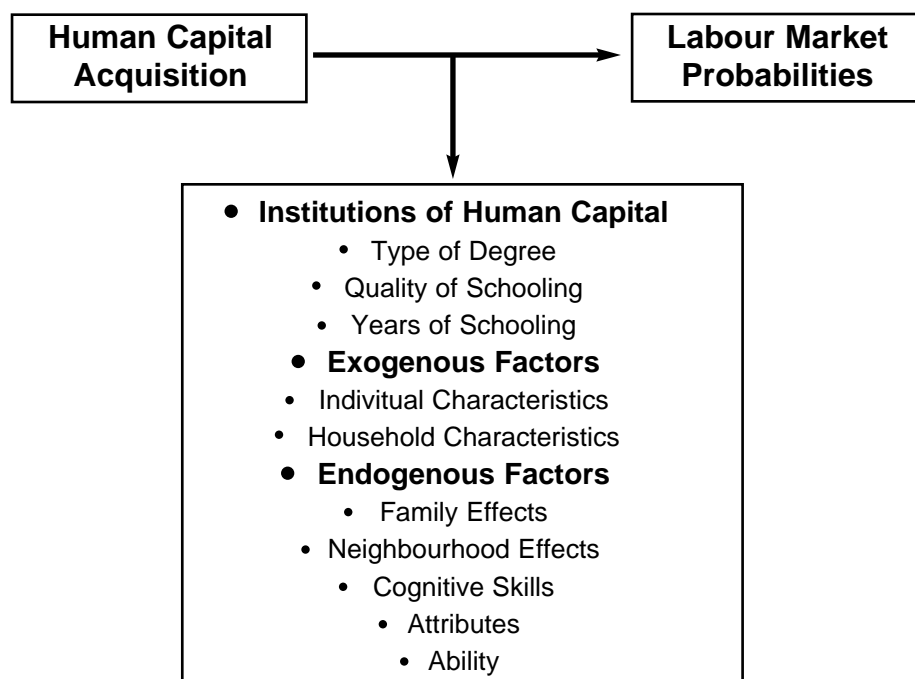 Human Capital
Acquisition
Labour Market
Probabilities
• Institutions of Human Capital
• Type of Degree
• Quality of Schooling
• Years of Schooling
• Exogenous Factors
• Indivitual Characteristics
• Household Characteristics
• Endogenous Factors
• Family Effects
• Neighbourhood Effects
• Cognitive Skills
• Attributes
• Ability